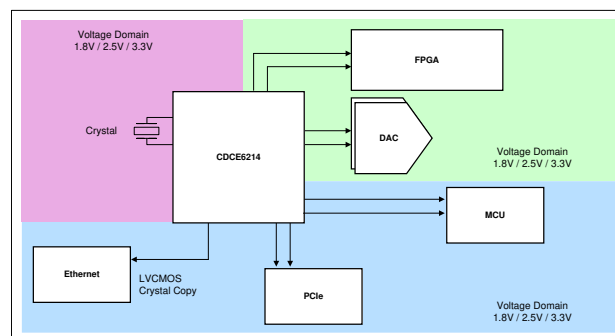 Voltage Domain
1.8V / 2.5V / 3.3V
FPGA
Crystal
CDCE6214
DAC
Voltage Domain
1.8V / 2.5V / 3.3V
MCU
Ethernet
LVCMOS
Crystal Copy
PCIe
Voltage Domain
1.8V / 2.5V / 3.3V